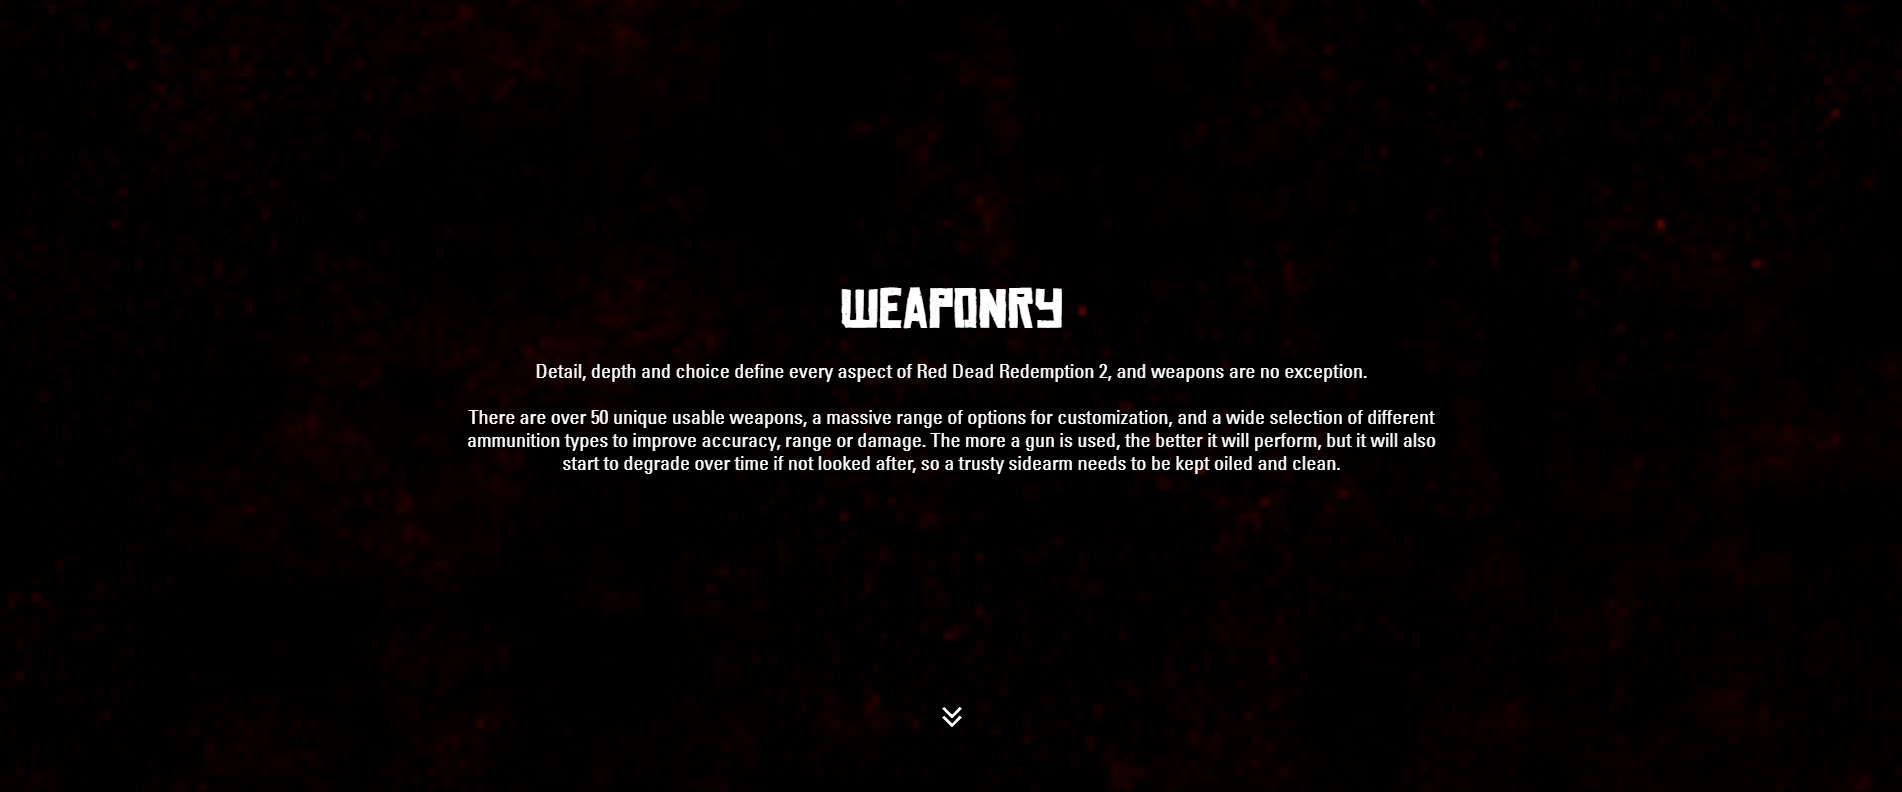 WEAPONRY
Detail, depth and choice define every aspect of Red Dead Redemption 2, and weapons are no exception.
There are over 50 unique usable weapons, a massive range of options for customization, and a wide selection of different
ammunition types to improve accuracy, range or damage. The more a gun is used, the better it will perform, but it will also
start to degrade over time if not looked after, so a trusty sidearm needs to be kept oiled and clean.